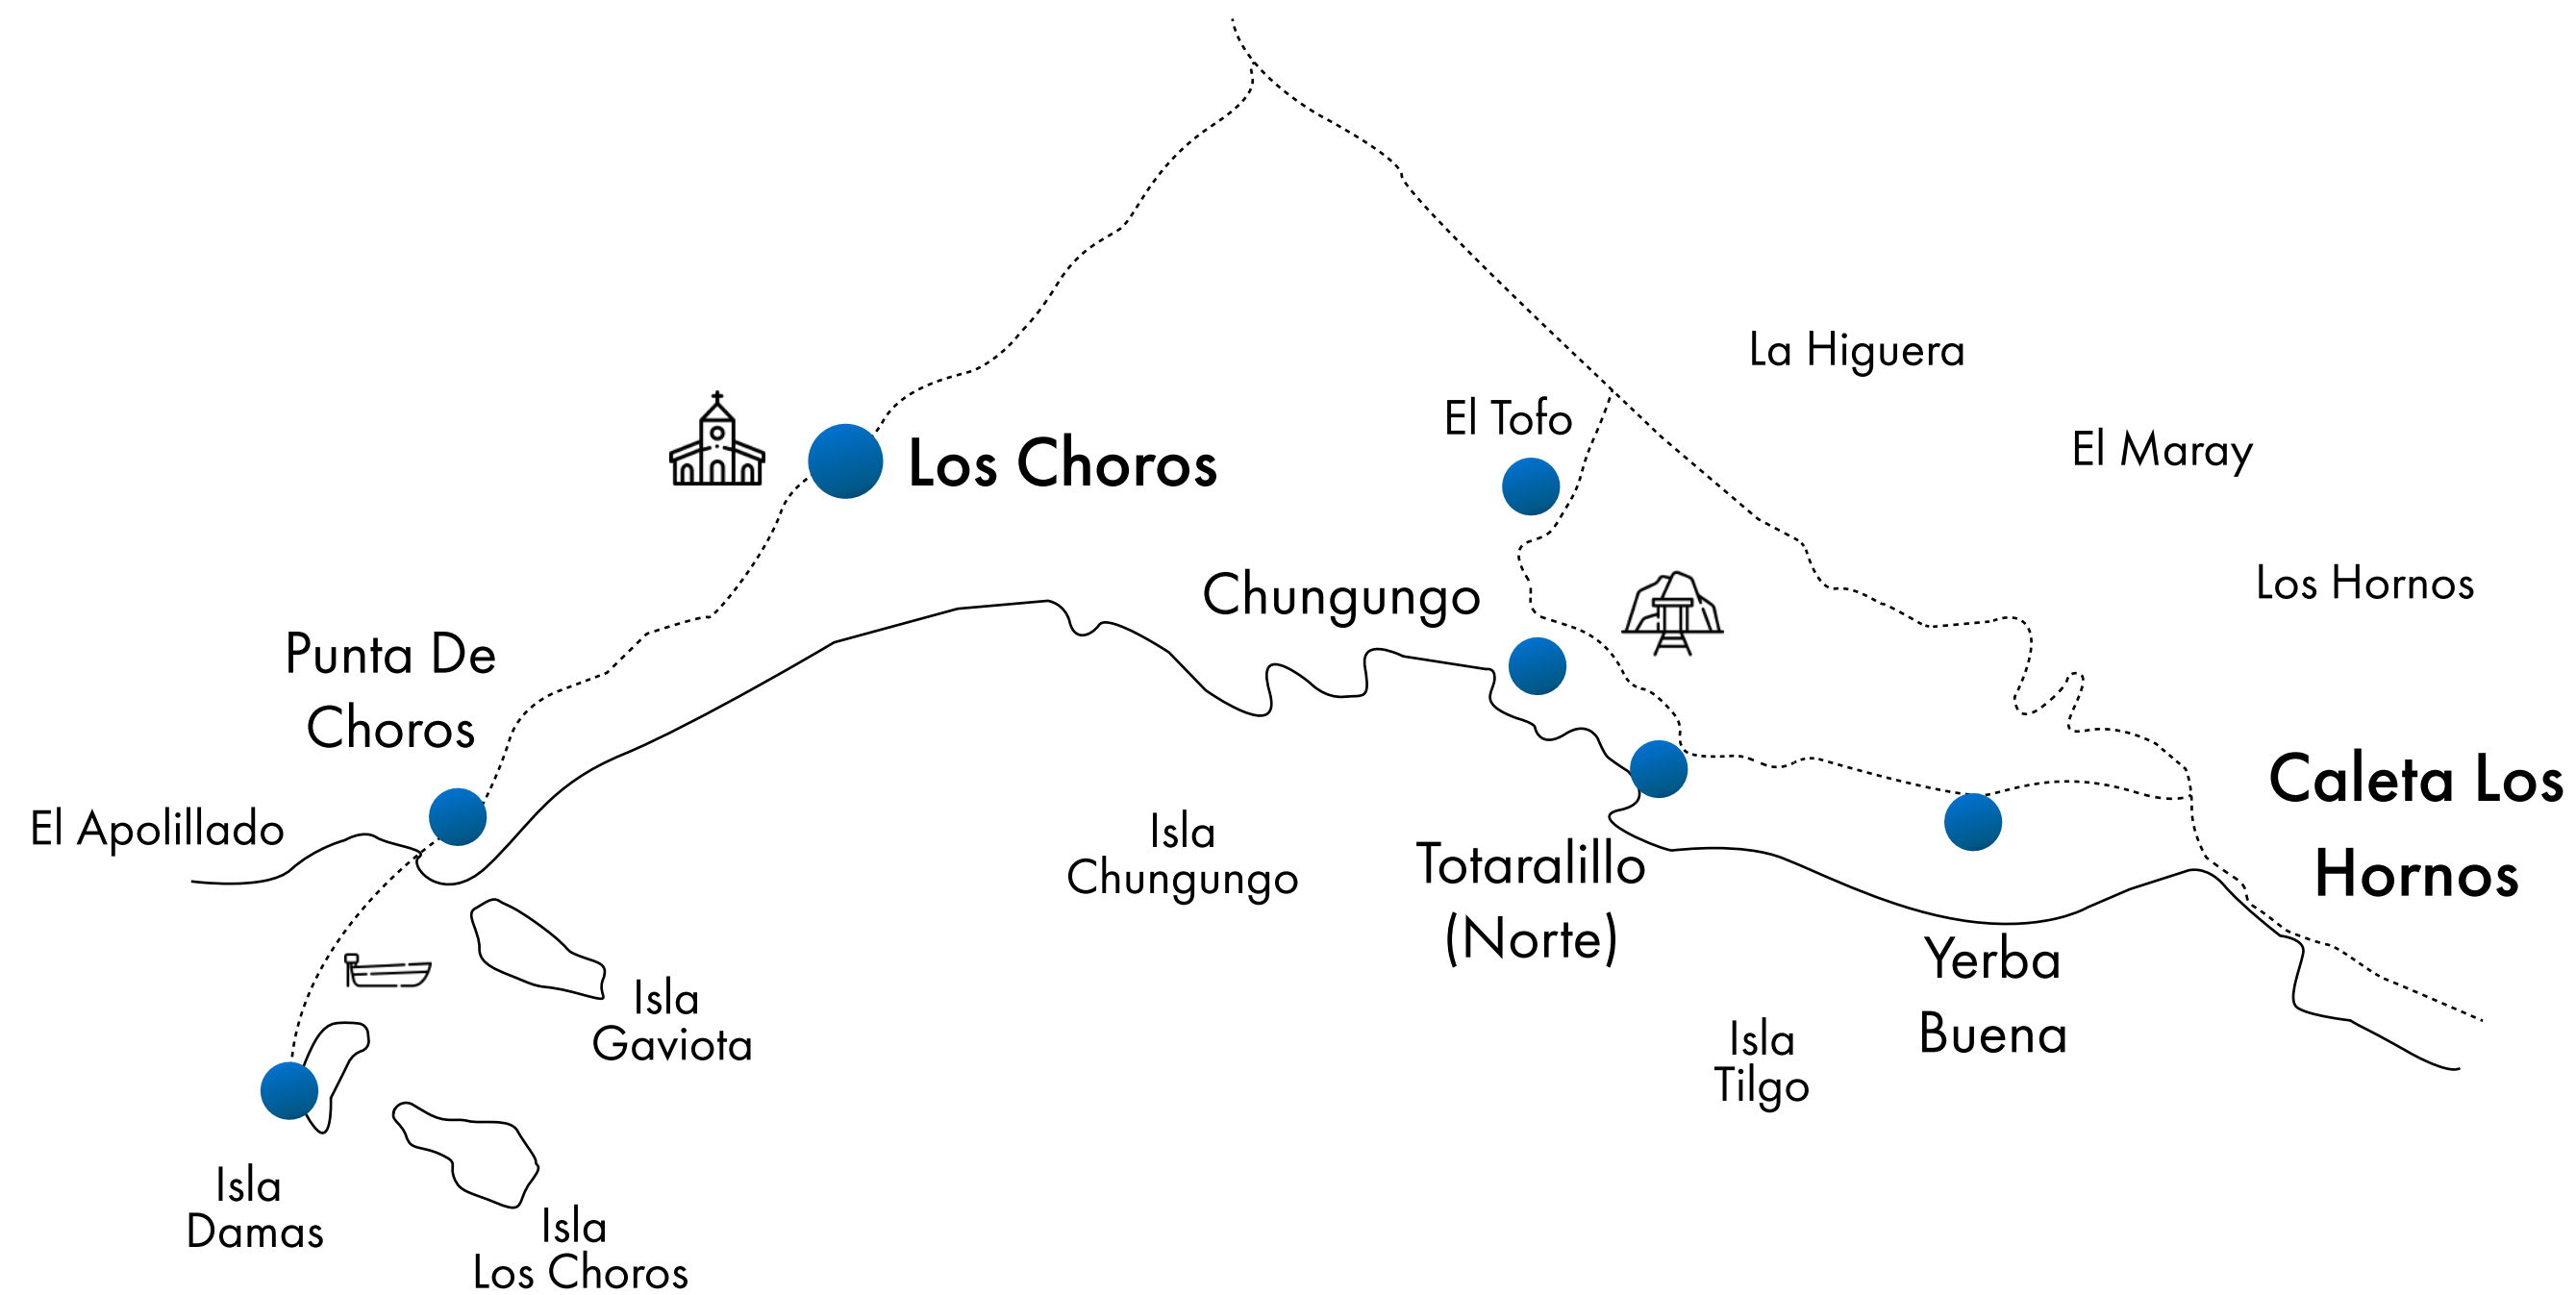 La Higuera
El Tofo
El Maray
Los Choros
Los Hornos
Chungungo
Punta De
Choros
Caleta Los
Hornos
El Apolillado
Isla
Chungungo
Totaralillo
(Norte)
Yerba
Buena
Isla
Gaviota
Isla
Tilgo
Isla
Damas
Isla
Los Choros